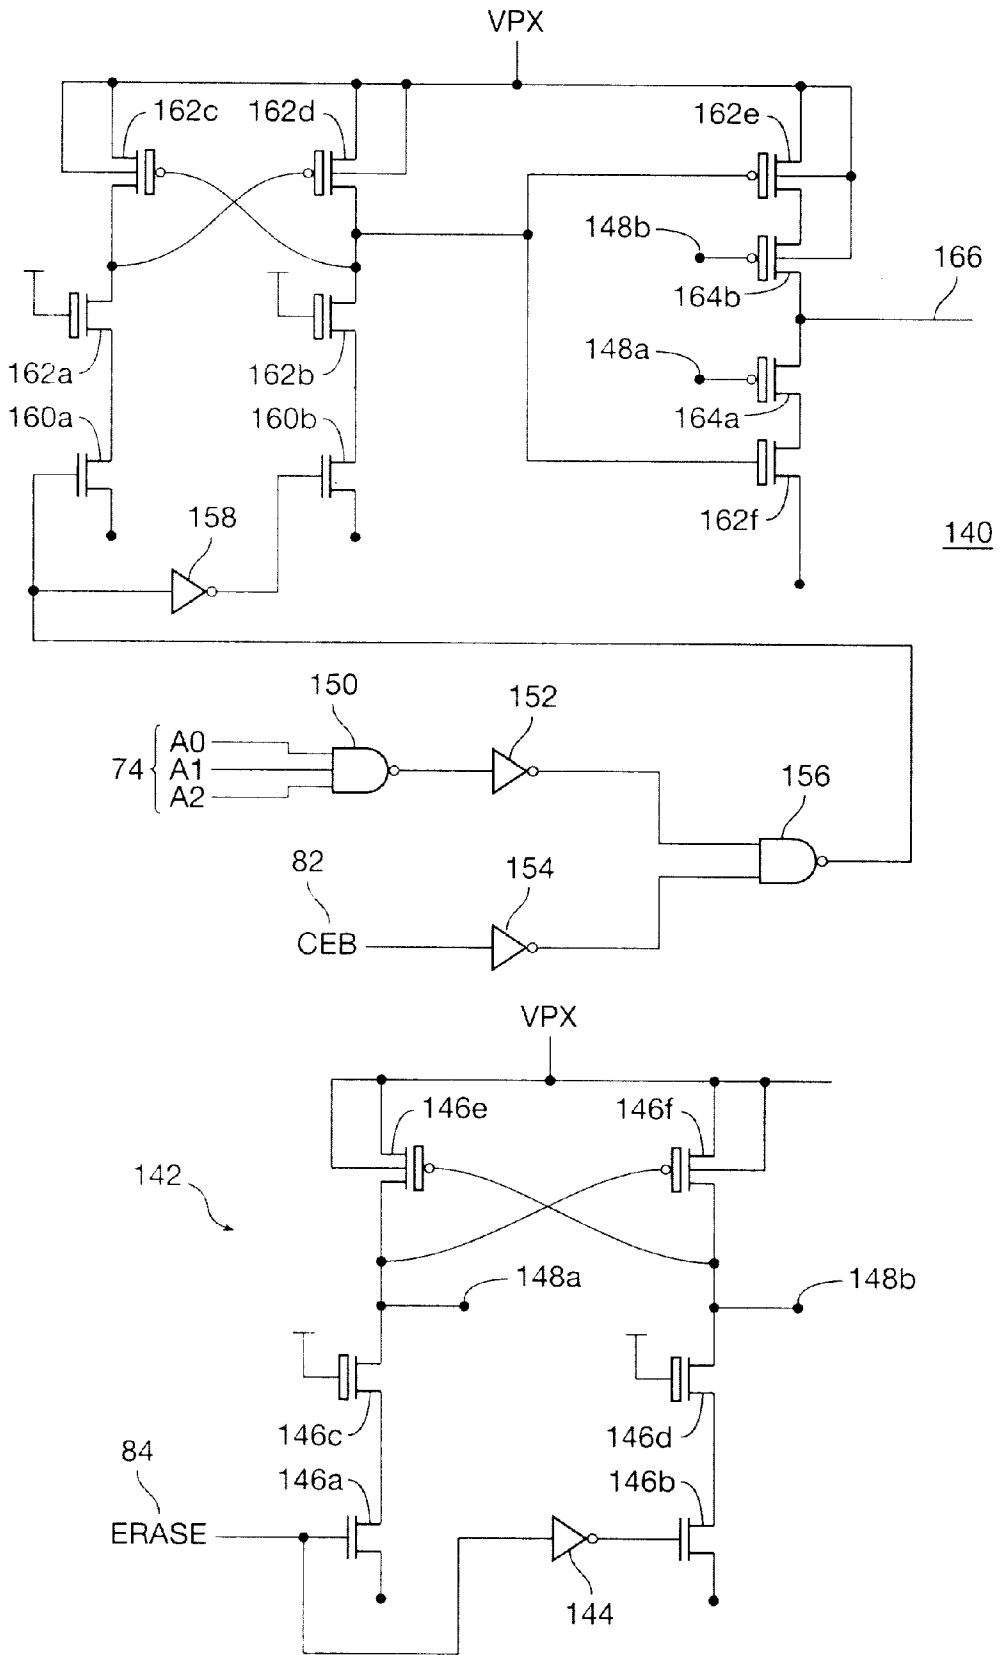 VPX
162c 162d 162e
148b
164b 166
148a
162a 162b
160a 160b 164a
158 162f
140
150 152
A0
74 A1 156
A2
82 154
CEB
VPX
146e 146f
142
148a 148b
146c 146d
84
146a 146b
ERASE
144